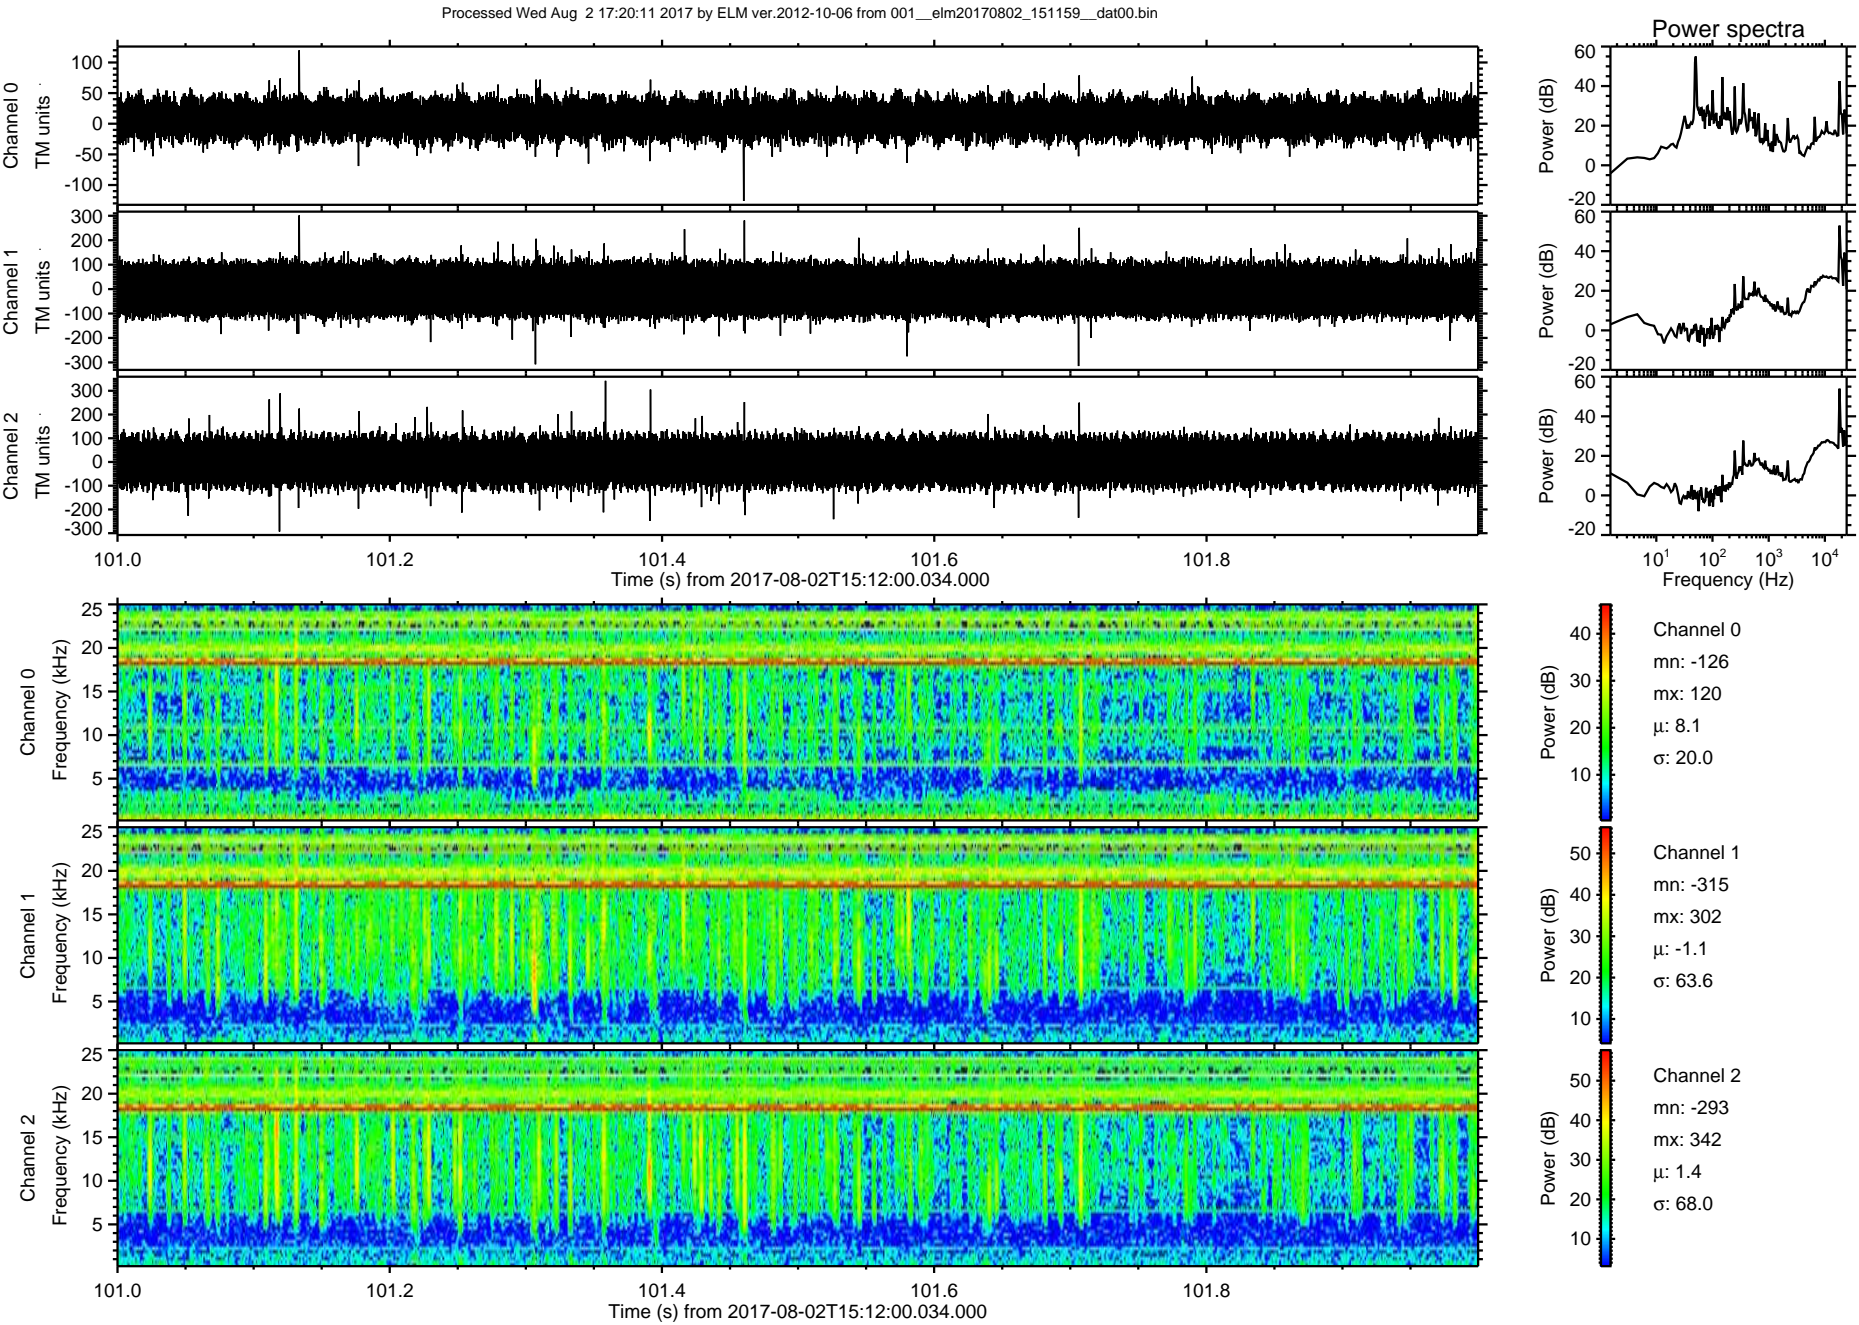 Processed Wed Aug  2 17:20:11 2017 by ELM ver.2012-10-06 from 001__elm20170802_151159__dat00.bin
Power spectra
Channel 0
TM units
100
50
0
-50
-100
Power (dB)
60
40
20
0
-20
Channel 1
TM units
300
200
100
0
-100
-200
-300
Power (dB)
60
40
20
0
-20
Channel 2
TM units
300
200
100
0
-100
-200
-300
Power (dB)
60
40
20
0
-20
101.0 101.2 101.4 101.6 101.8
Time (s) from 2017-08-02T15:12:00.034.000
10¹ 10² 10³ 10⁴
Frequency (Hz)
Channel 0
Frequency (kHz)
25
20
15
10
5
Power (dB)
40
30
20
10
Channel 0
mn: -126
mx: 120
μ: 8.1
σ: 20.0
Channel 1
Frequency (kHz)
25
20
15
10
5
Power (dB)
50
40
30
20
10
Channel 1
mn: -315
mx: 302
μ: -1.1
σ: 63.6
Channel 2
Frequency (kHz)
25
20
15
10
5
Power (dB)
50
40
30
20
10
Channel 2
mn: -293
mx: 342
μ: 1.4
σ: 68.0
101.0 101.2 101.4 101.6 101.8
Time (s) from 2017-08-02T15:12:00.034.000